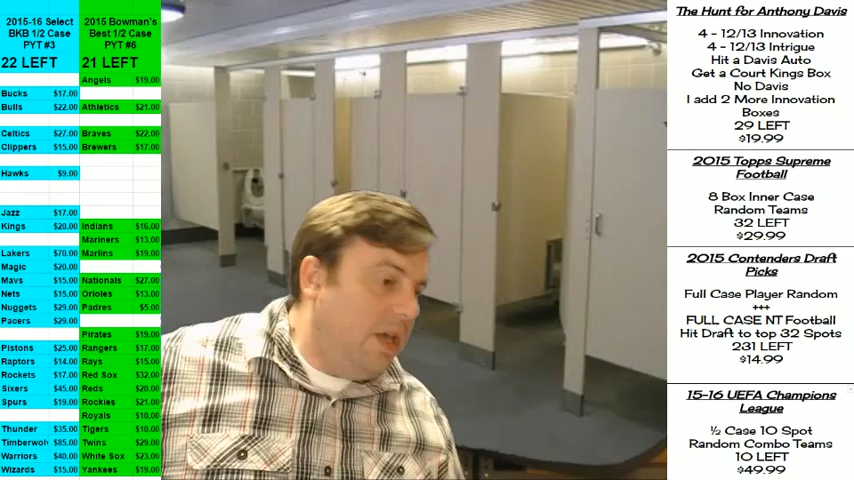 2015-16 Select
BKB 1/2 Case
PYT #3
22 LEFT
Bucks $17.00
Bulls $22.00
Celtics $27.00
Clippers $15.00
Hawks $9.00
Jazz $17.00
Kings $20.00
Lakers $70.00
Magic $20.00
Mavs $15.00
Nets $15.00
Nuggets $29.00
Pacers $29.00
Pistons $25.00
Raptors $14.00
Rockets $17.00
Sixers $45.00
Spurs $19.00
Thunder $35.00
Timberwolv $85.00
Warriors $40.00
Wizards $15.00
2015 Bowman's
Best 1/2 Case
PYT #6
21 LEFT
Angels $19.00
Athletics $21.00
Braves $22.00
Brewers $17.00
Indians $16.00
Mariners $13.00
Marlins $19.00
Nationals $27.00
Orioles $13.00
Padres $5.00
Pirates $19.00
Rangers $17.00
Rays $15.00
Red Sox $32.00
Reds $20.00
Rockies $21.00
Royals $10.00
Tigers $10.00
Twins $29.00
White Sox $23.00
Yankees $19.00
The Hunt for Anthony Davis
4 - 12/13 Innovation
4 - 12/13 Intrigue
Hit a Davis Auto
Get a Court Kings Box
No Davis
I add 2 More Innovation
Boxes
29 LEFT
$19.99
2015 Topps Supreme
Football
8 Box Inner Case
Random Teams
32 LEFT
$29.99
2015 Contenders Draft
Picks
Full Case Player Random
+++
FULL CASE NT Football
Hit Draft to top 32 Spots
231 LEFT
$14.99
15-16 UEFA Champions
League
½ Case 10 Spot
Random Combo Teams
10 LEFT
$49.99